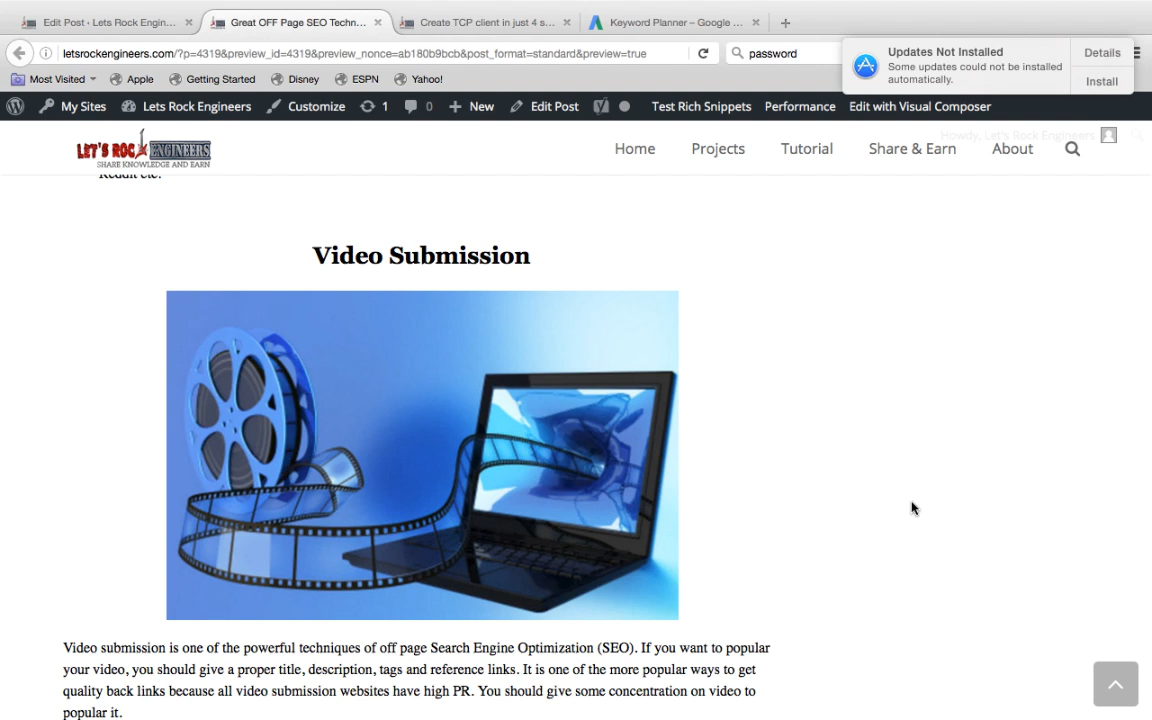 Edit Post ‹ Lets Rock Engin...
Great OFF Page SEO Techn...
Create TCP client in just 4 s...
Keyword Planner – Google ...
letsrockengineers.com/?p=4319&preview_id=4319&preview_nonce=ab180b9bcb&post_format=standard&preview=true
password
Updates Not Installed
Some updates could not be installed
automatically.
Details
Install
Most Visited
Apple
Getting Started
Disney
ESPN
Yahoo!
My Sites
Lets Rock Engineers
Customize
1
0
New
Edit Post
Test Rich Snippets
Performance
Edit with Visual Composer
Howdy, Let's Rock Engineers
LET'S ROCK ENGINEERS
SHARE KNOWLEDGE AND EARN
Home
Projects
Tutorial
Share & Earn
About
Reddit etc.
Video Submission
Video submission is one of the powerful techniques of off page Search Engine Optimization (SEO). If you want to popular
your video, you should give a proper title, description, tags and reference links. It is one of the more popular ways to get
quality back links because all video submission websites have high PR. You should give some concentration on video to
popular it.